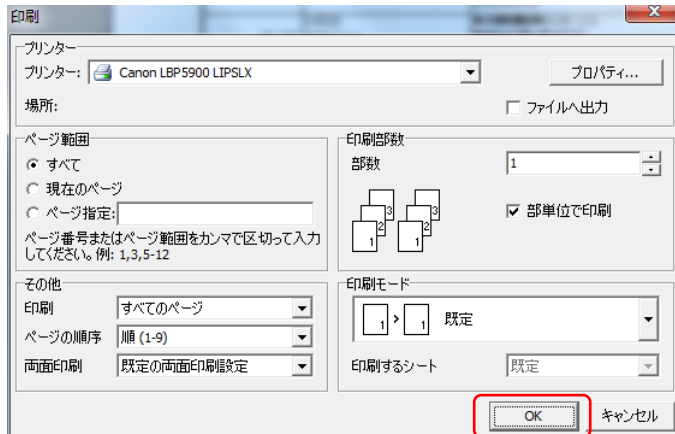 印刷
プリンター
プリンター: Canon LBP5900 LIPSLX
プロパティ...
場所:
ファイルへ出力
ページ範囲
すべて
現在のページ
ページ指定:
ページ番号またはページ範囲をカンマで区切って入力
してください。例: 1,3,5-12
印刷部数
部数 1
1 2 3 1 2 3
部単位で印刷
その他
印刷 すべてのページ
ページの順序 順 (1-9)
両面印刷 既定の両面印刷設定
印刷モード
1 > 1 既定
印刷するシート 既定
OK キャンセル